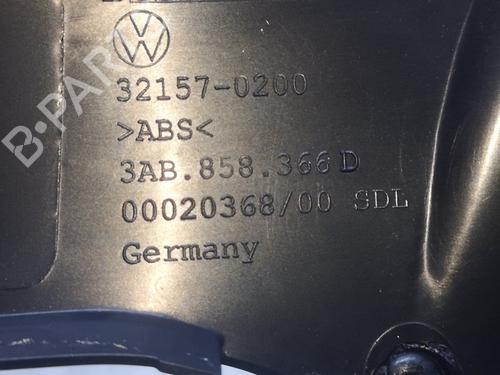 32157-0200
>ABS<
3AB.858.366 D
00020368/00 SDL
Germany
B-PARTS